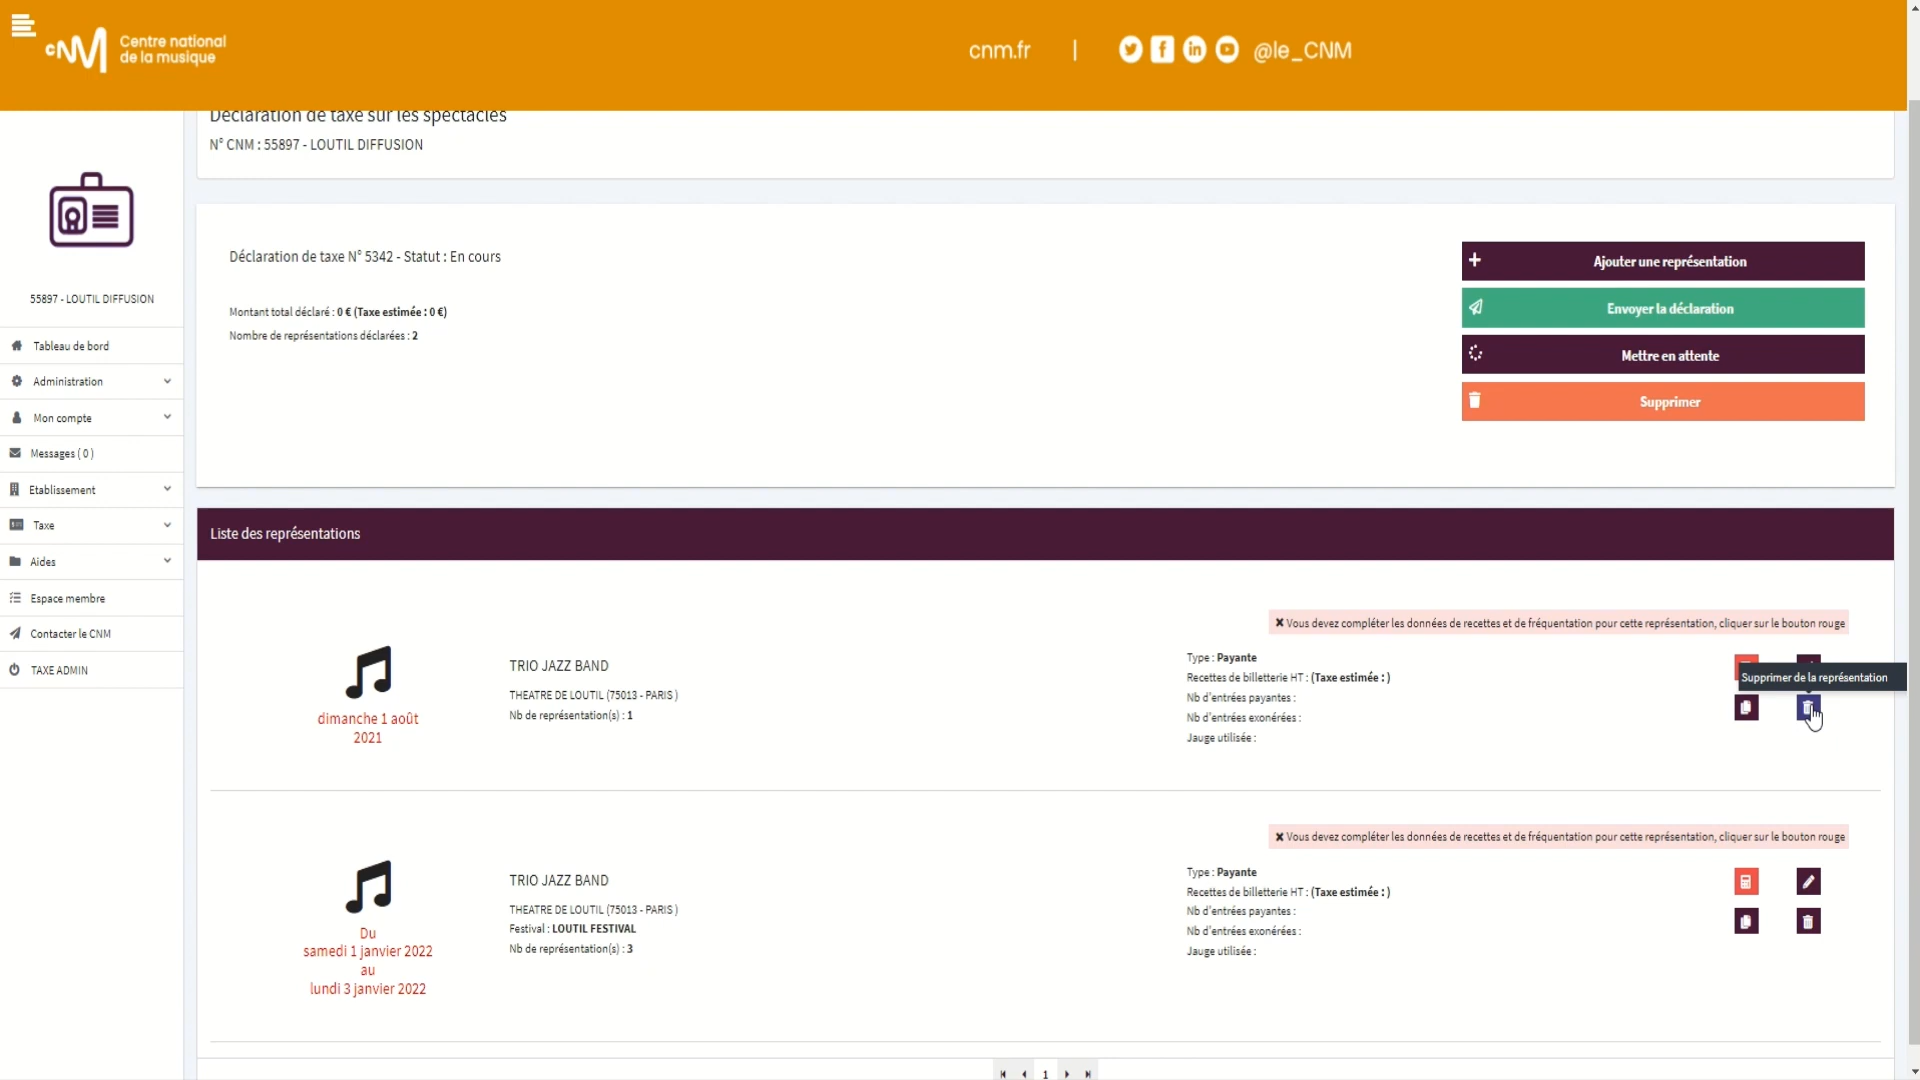 cNM Centre national
de la musique
cnm.fr | @le_CNM
Déclaration de taxe sur les spectacles
N° CNM : 55897 - LOUTIL DIFFUSION
55897 - LOUTIL DIFFUSION
Tableau de bord
Administration
Mon compte
Messages ( 0 )
Etablissement
Taxe
Aides
Espace membre
Contacter le CNM
TAXE ADMIN
Déclaration de taxe N° 5342 - Statut : En cours
Montant total déclaré : 0 € (Taxe estimée : 0 €)
Nombre de représentations déclarées : 2
Ajouter une représentation
Envoyer la déclaration
Mettre en attente
Supprimer
Liste des représentations
dimanche 1 août
2021
TRIO JAZZ BAND
THEATRE DE LOUTIL (75013 - PARIS )
Nb de représentation(s) : 1
Vous devez compléter les données de recettes et de fréquentation pour cette représentation, cliquer sur le bouton rouge
Type : Payante
Recettes de billetterie HT : (Taxe estimée : )
Nb d'entrées payantes :
Nb d'entrées exonérées :
Jauge utilisée :
Supprimer de la représentation
Du
samedi 1 janvier 2022
au
lundi 3 janvier 2022
TRIO JAZZ BAND
THEATRE DE LOUTIL (75013 - PARIS )
Festival : LOUTIL FESTIVAL
Nb de représentation(s) : 3
Vous devez compléter les données de recettes et de fréquentation pour cette représentation, cliquer sur le bouton rouge
Type : Payante
Recettes de billetterie HT : (Taxe estimée : )
Nb d'entrées payantes :
Nb d'entrées exonérées :
Jauge utilisée :
1